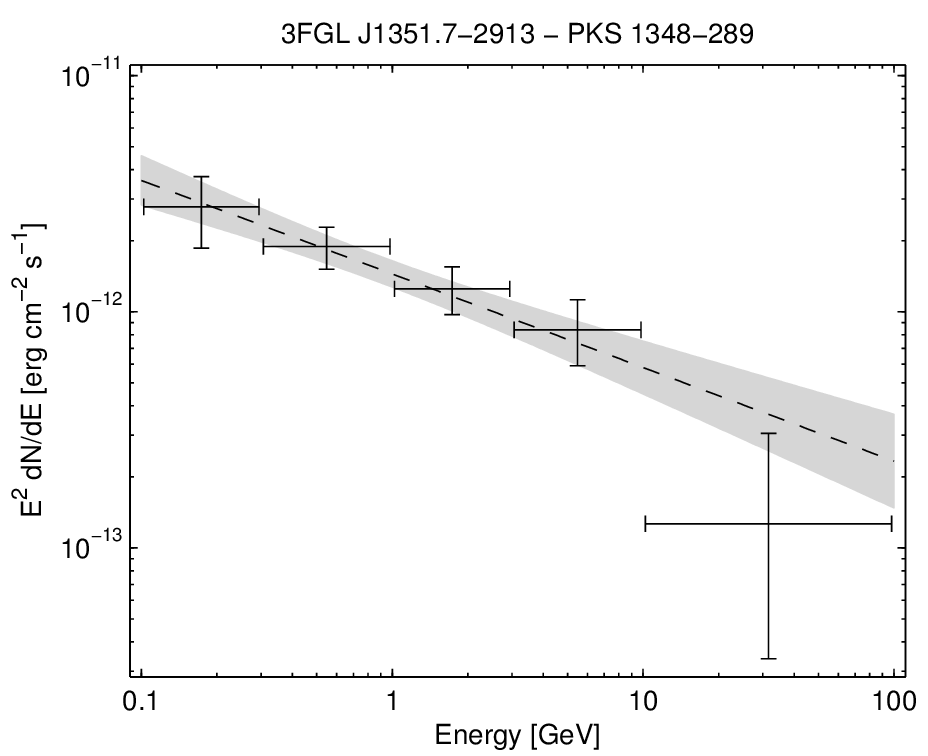 3FGL J1351.7−2913 − PKS 1348−289
10⁻¹¹
10⁻¹²
10⁻¹³
E² dN/dE [erg cm⁻² s⁻¹]
0.1 1 10 100
Energy [GeV]